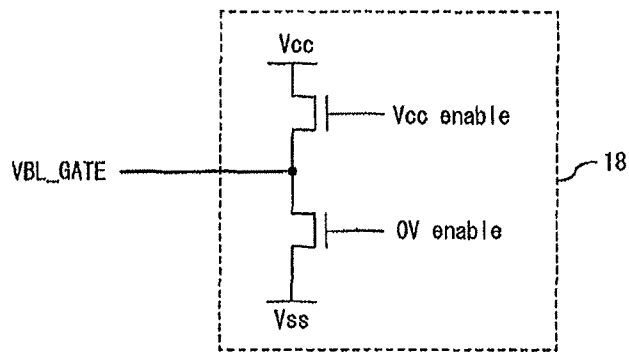 Vcc
Vcc enable
VBL_GATE
18
0V enable
Vss